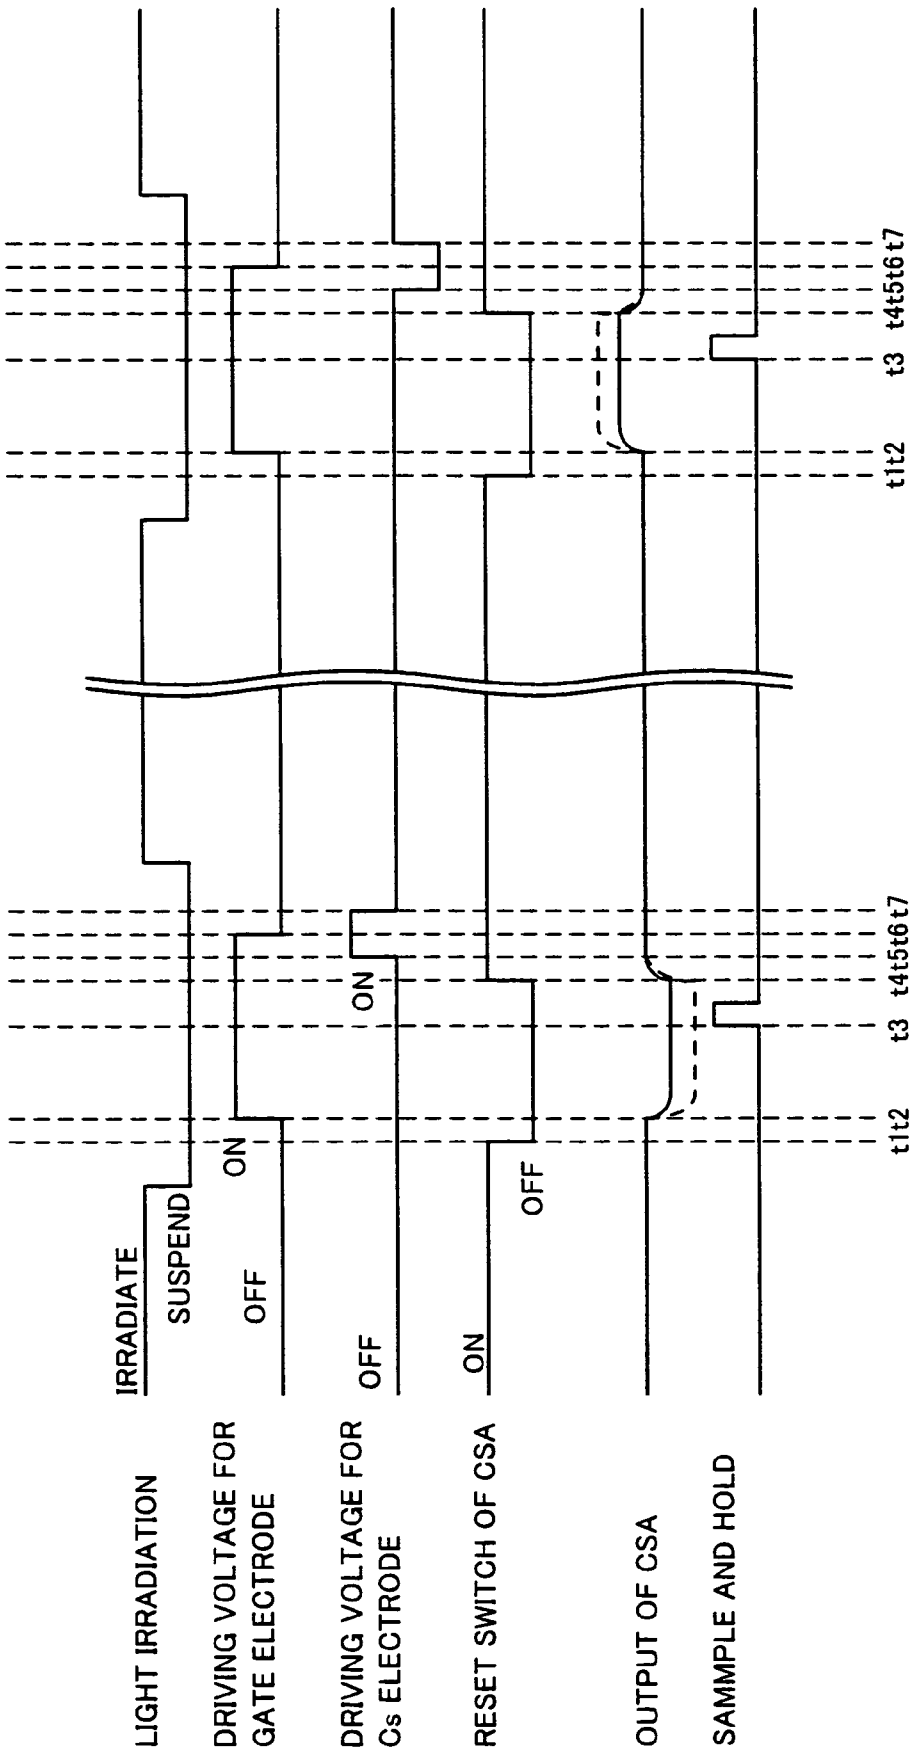 LIGHT IRRADIATION
IRRADIATE
SUSPEND
DRIVING VOLTAGE FOR
GATE ELECTRODE
OFF
ON
DRIVING VOLTAGE FOR
Cs ELECTRODE
OFF
ON
RESET SWITCH OF CSA
ON
OFF
OUTPUT OF CSA
SAMMPLE AND HOLD
t1t2 t3 t4t5t6t7 t1t2 t3 t4t5t6t7